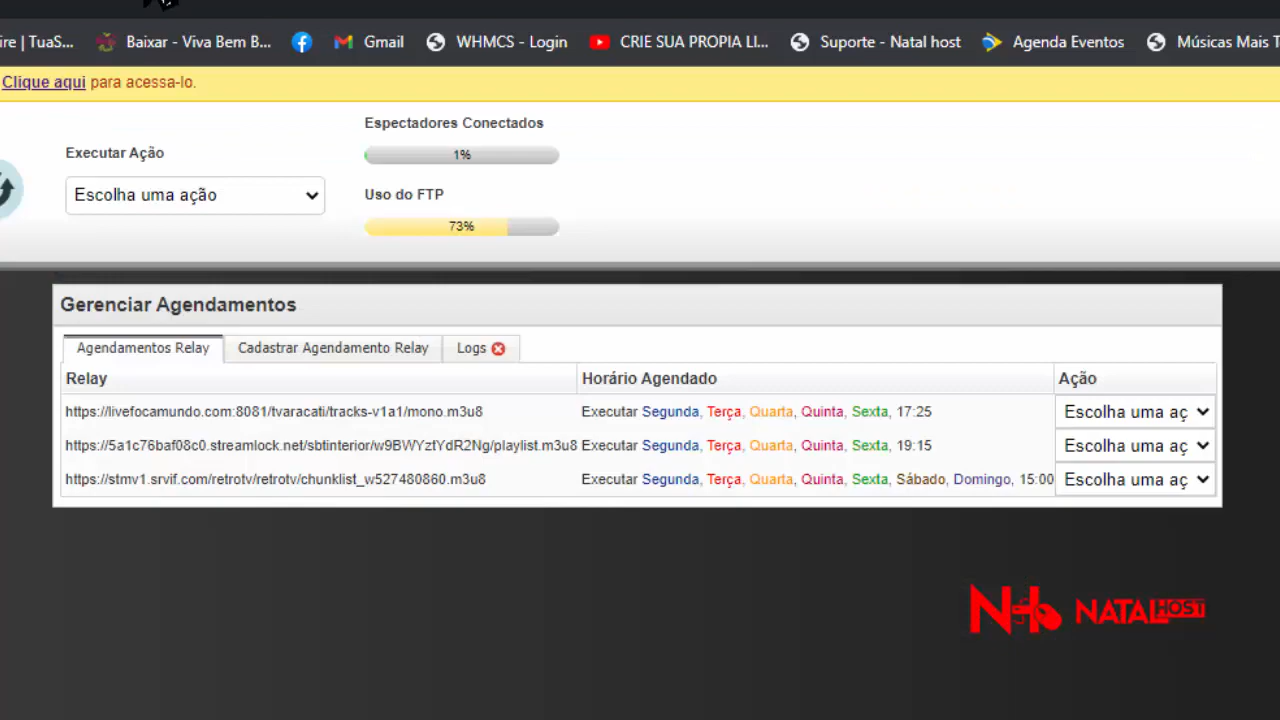 ire | TuaS... Baixar - Viva Bem B... Gmail WHMCS - Login CRIE SUA PROPIA LI... Suporte - Natal host Agenda Eventos Músicas Mais T
Clique aqui para acessa-lo.
Espectadores Conectados
Executar Ação
1%
Escolha uma ação
Uso do FTP
73%
Gerenciar Agendamentos
Agendamentos Relay Cadastrar Agendamento Relay Logs
Relay Horário Agendado Ação
https://livefocamundo.com:8081/tvaracati/tracks-v1a1/mono.m3u8 Executar Segunda, Terça, Quarta, Quinta, Sexta, 17:25 Escolha uma aç
https://5a1c76baf08c0.streamlock.net/sbtinterior/w9BWYztYdR2Ng/playlist.m3u8 Executar Segunda, Terça, Quarta, Quinta, Sexta, 19:15 Escolha uma aç
https://stmv1.srvif.com/retrotv/retrotv/chunklist_w527480860.m3u8 Executar Segunda, Terça, Quarta, Quinta, Sexta, Sábado, Domingo, 15:00 Escolha uma aç
NATALHOST